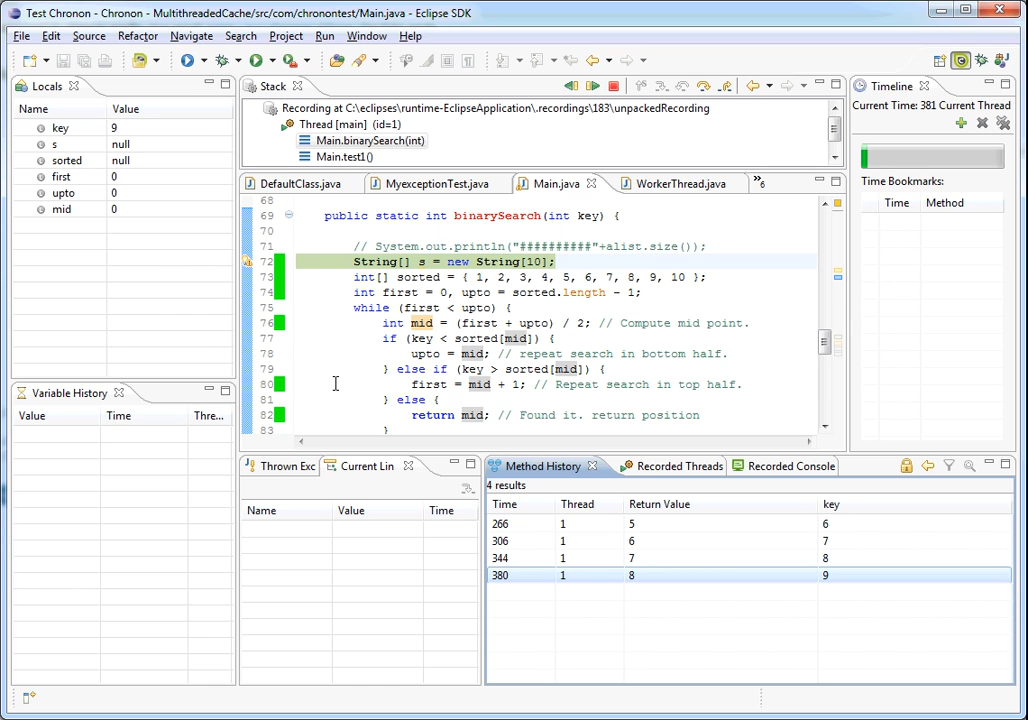 Test Chronon - Chronon - MultithreadedCache/src/com/chronontest/Main.java - Eclipse SDK
File Edit Source Refactor Navigate Search Project Run Window Help
Locals
Name Value
key 9
s null
sorted null
first 0
upto 0
mid 0
Stack
Recording at C:\eclipses\runtime-EclipseApplication\.recordings\183\unpackedRecording
Thread [main] (id=1)
Main.binarySearch(int)
Main.test1()
Timeline
Current Time: 381 Current Thread
Time Bookmarks:
Time Method
DefaultClass.java MyexceptionTest.java Main.java WorkerThread.java »6
68
69 public static int binarySearch(int key) {
70
71 // System.out.println("##########"+alist.size());
72 String[] s = new String[10];
73 int[] sorted = { 1, 2, 3, 4, 5, 6, 7, 8, 9, 10 };
74 int first = 0, upto = sorted.length - 1;
75 while (first < upto) {
76 int mid = (first + upto) / 2; // Compute mid point.
77 if (key < sorted[mid]) {
78 upto = mid; // repeat search in bottom half.
79 } else if (key > sorted[mid]) {
80 first = mid + 1; // Repeat search in top half.
81 } else {
82 return mid; // Found it. return position
83 }
Variable History
Value Time Thre...
Thrown Exc Current Lin
Name Value Time
Method History Recorded Threads Recorded Console
4 results
Time Thread Return Value key
266 1 5 6
306 1 6 7
344 1 7 8
380 1 8 9